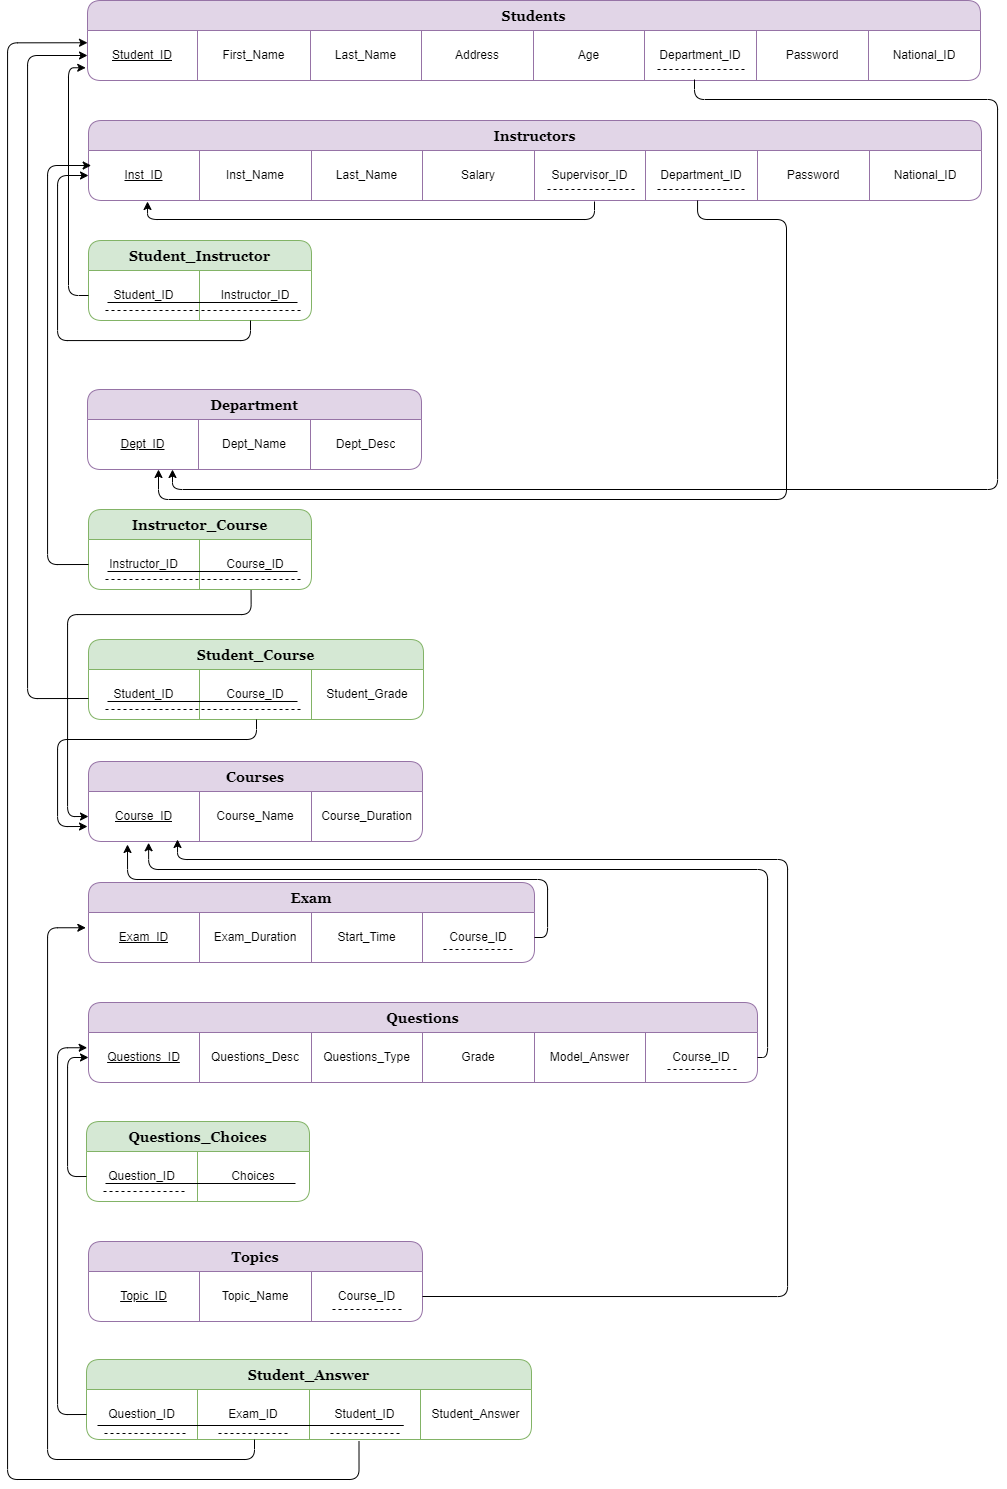 Students
Student_ID First_Name Last_Name Address Age Department_ID Password National_ID
Instructors
Inst_ID Inst_Name Last_Name Salary Supervisor_ID Department_ID Password National_ID
Student_Instructor
Student_ID Instructor_ID
Department
Dept_ID Dept_Name Dept_Desc
Instructor_Course
Instructor_ID Course_ID
Student_Course
Student_ID Course_ID Student_Grade
Courses
Course_ID Course_Name Course_Duration
Exam
Exam_ID Exam_Duration Start_Time Course_ID
Questions
Questions_ID Questions_Desc Questions_Type Grade Model_Answer Course_ID
Questions_Choices
Question_ID Choices
Topics
Topic_ID Topic_Name Course_ID
Student_Answer
Question_ID Exam_ID Student_ID Student_Answer